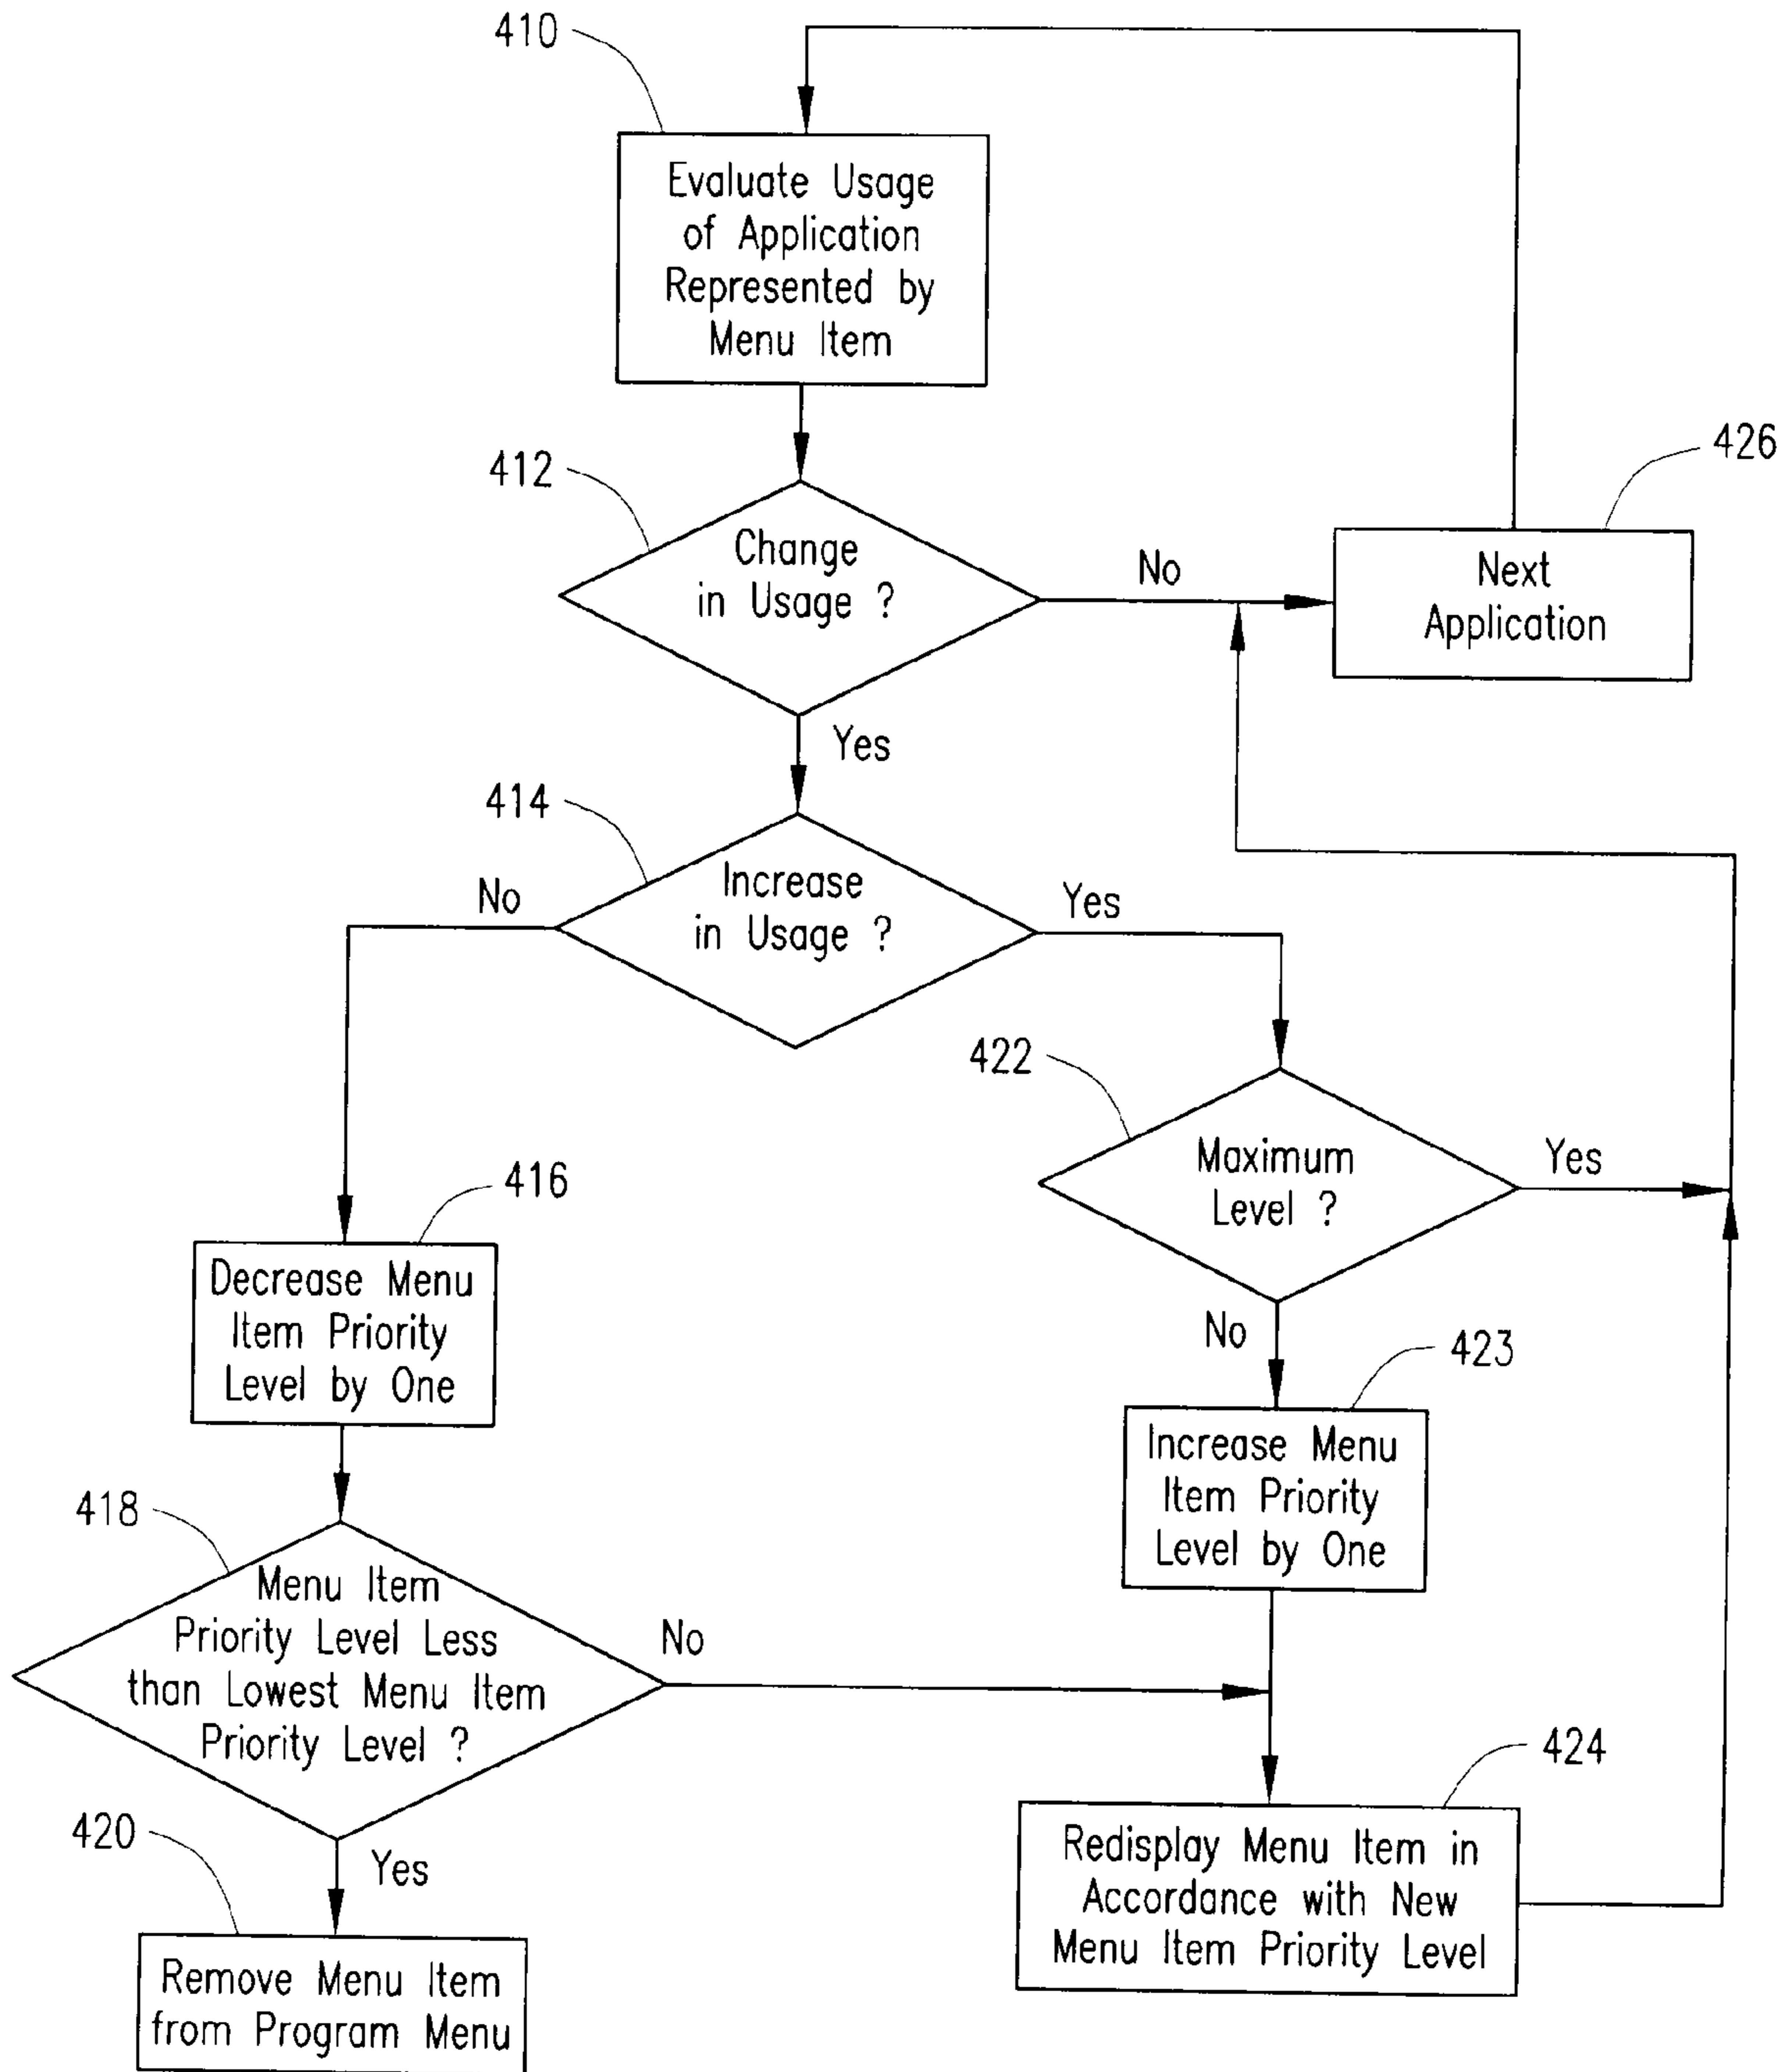 410
Evaluate Usage
of Application
Represented by
Menu Item
426
412
Change
in Usage ?
No
Next
Application
Yes
414
Increase
in Usage ?
No
Yes
422
Maximum
Level ?
Yes
416
Decrease Menu
Item Priority
Level by One
No
423
Increase Menu
Item Priority
Level by One
418
Menu Item
Priority Level Less
than Lowest Menu Item
Priority Level ?
No
424
420
Yes
Redisplay Menu Item in
Accordance with New
Menu Item Priority Level
Remove Menu Item
from Program Menu